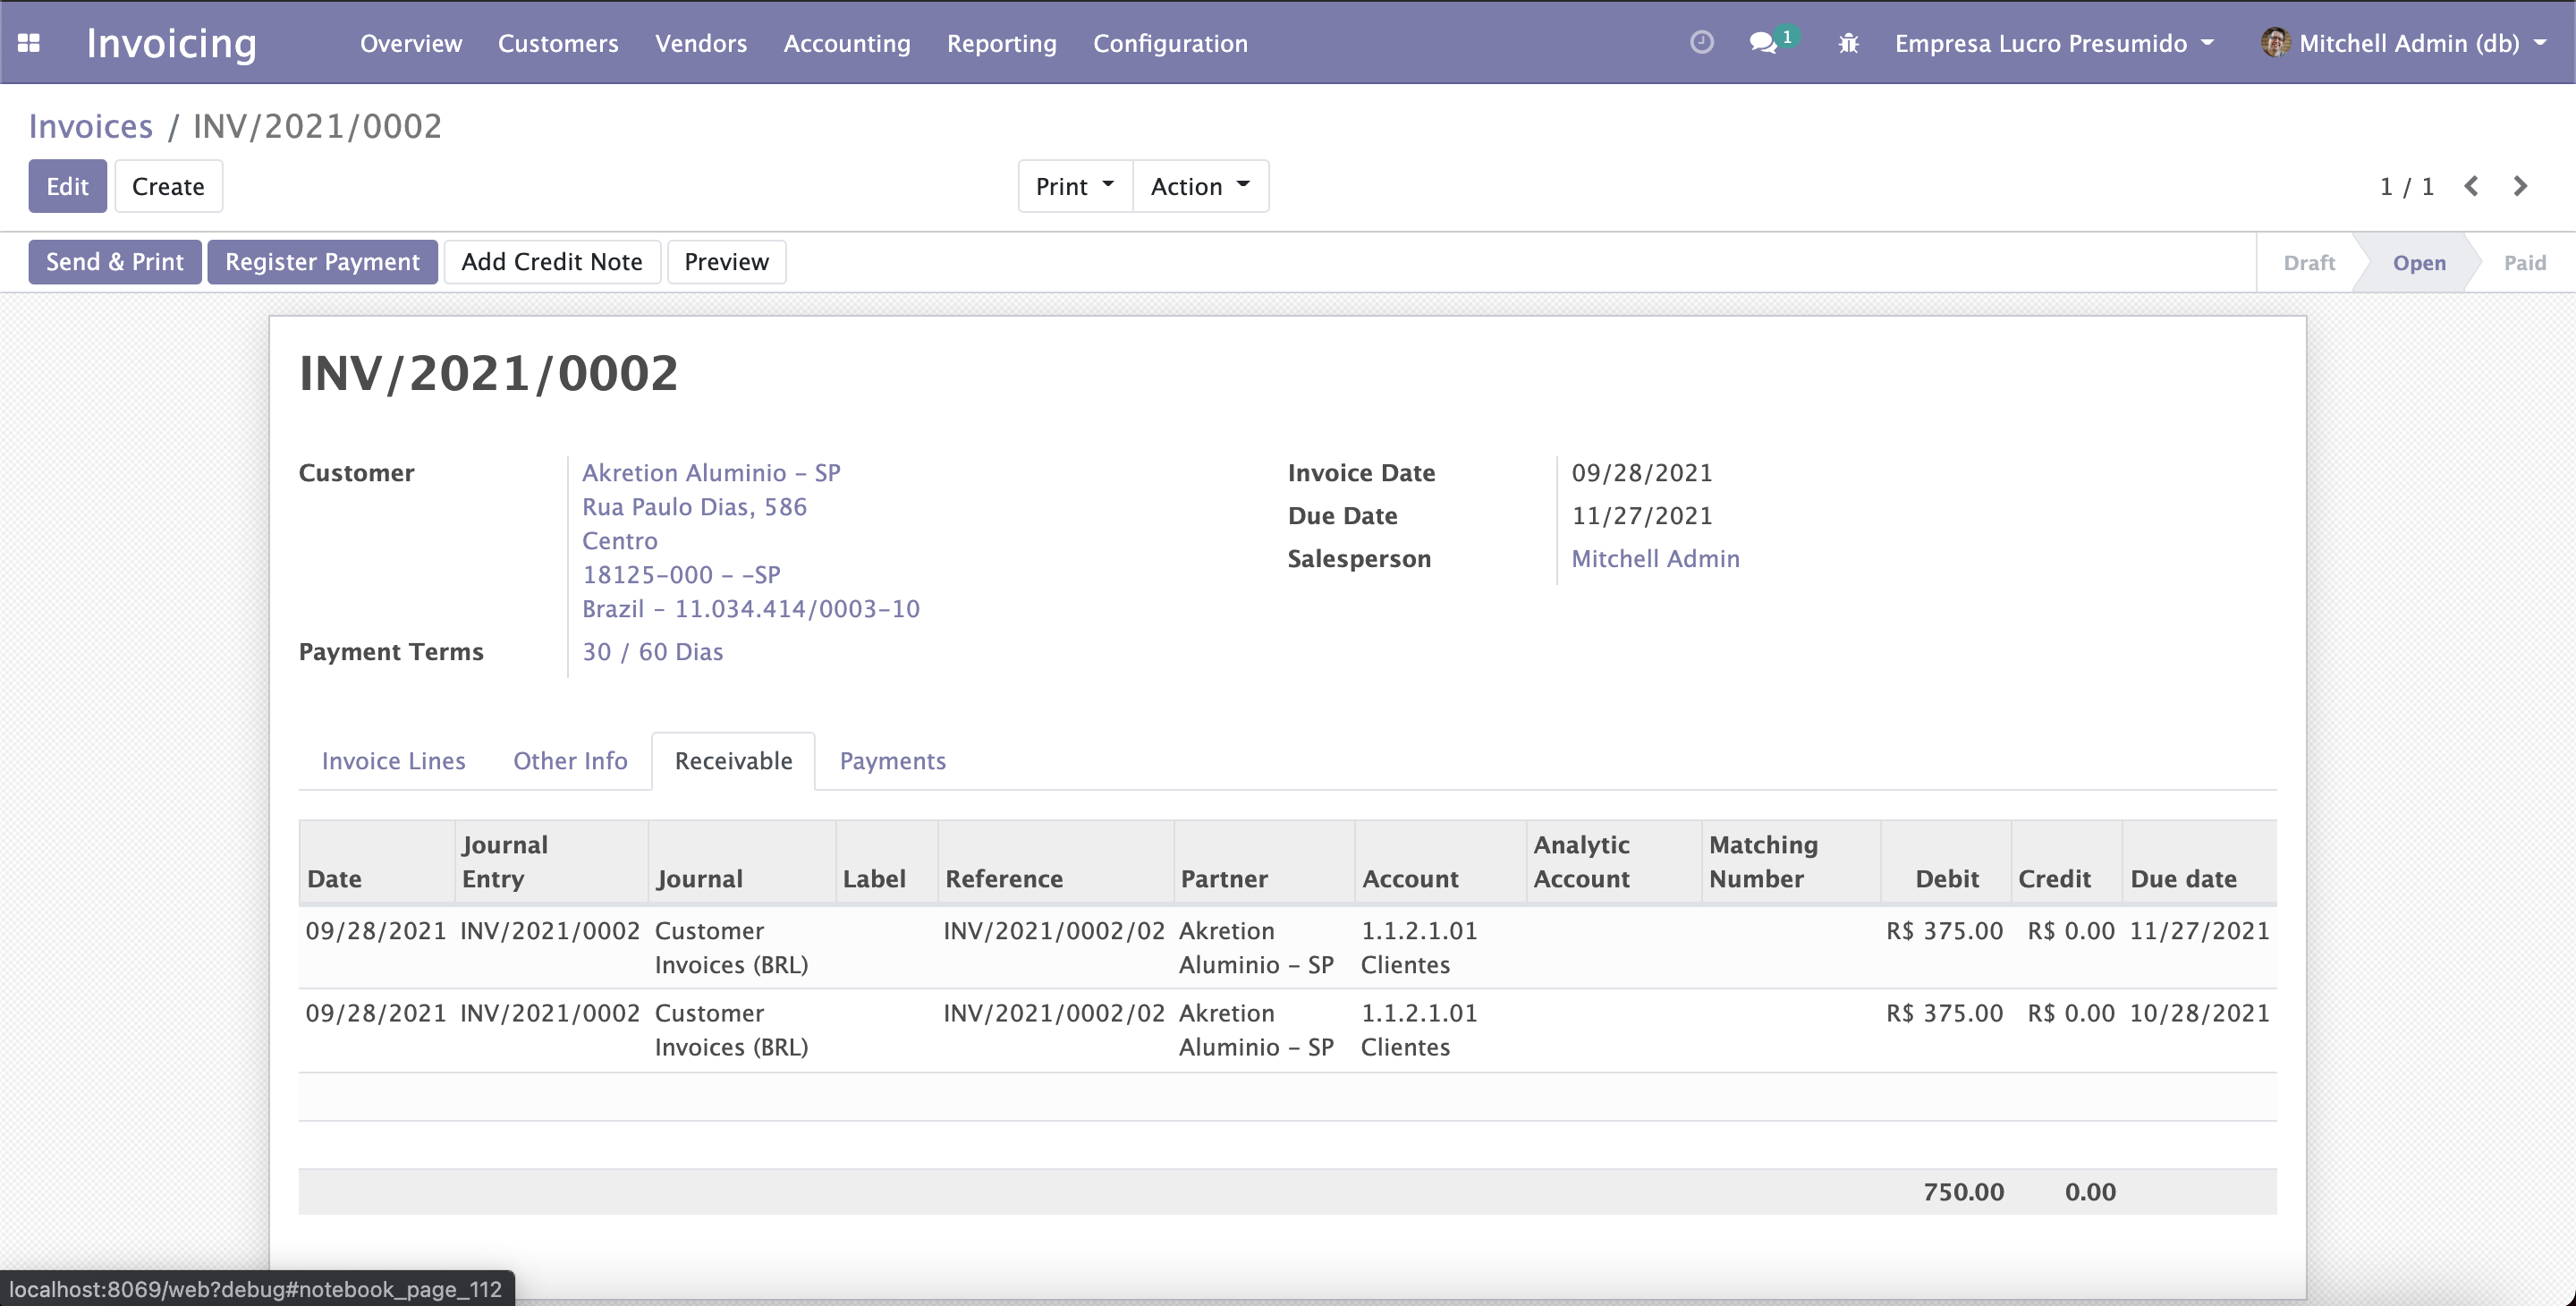 Invoicing Overview Customers Vendors Accounting Reporting Configuration 1 Empresa Lucro Presumido Mitchell Admin (db)
Invoices / INV/2021/0002
Edit Create Print Action 1 / 1
Send & Print Register Payment Add Credit Note Preview Draft Open Paid
INV/2021/0002
Customer Akretion Aluminio - SP
Rua Paulo Dias, 586
Centro
18125-000 - -SP
Brazil - 11.034.414/0003-10
Payment Terms 30 / 60 Dias
Invoice Date 09/28/2021
Due Date 11/27/2021
Salesperson Mitchell Admin
Invoice Lines Other Info Receivable Payments
Date Journal Entry Journal Label Reference Partner Account Analytic Account Matching Number Debit Credit Due date
09/28/2021 INV/2021/0002 Customer Invoices (BRL) INV/2021/0002/02 Akretion Aluminio - SP 1.1.2.1.01 Clientes R$ 375.00 R$ 0.00 11/27/2021
09/28/2021 INV/2021/0002 Customer Invoices (BRL) INV/2021/0002/02 Akretion Aluminio - SP 1.1.2.1.01 Clientes R$ 375.00 R$ 0.00 10/28/2021
750.00 0.00
localhost:8069/web?debug#notebook_page_112